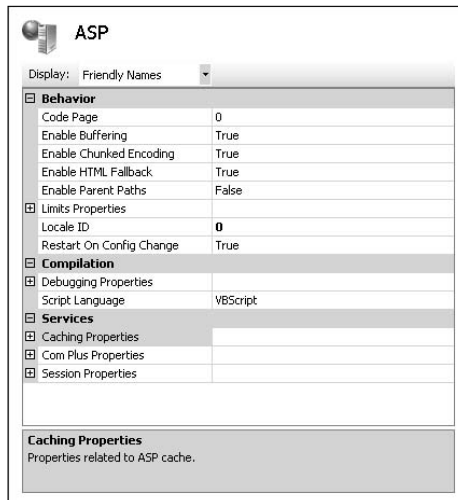 ASP
Display: Friendly Names
Behavior
Code Page 0
Enable Buffering True
Enable Chunked Encoding True
Enable HTML Fallback True
Enable Parent Paths False
Limits Properties
Locale ID 0
Restart On Config Change True
Compilation
Debugging Properties
Script Language VBScript
Services
Caching Properties
Com Plus Properties
Session Properties
Caching Properties
Properties related to ASP cache.